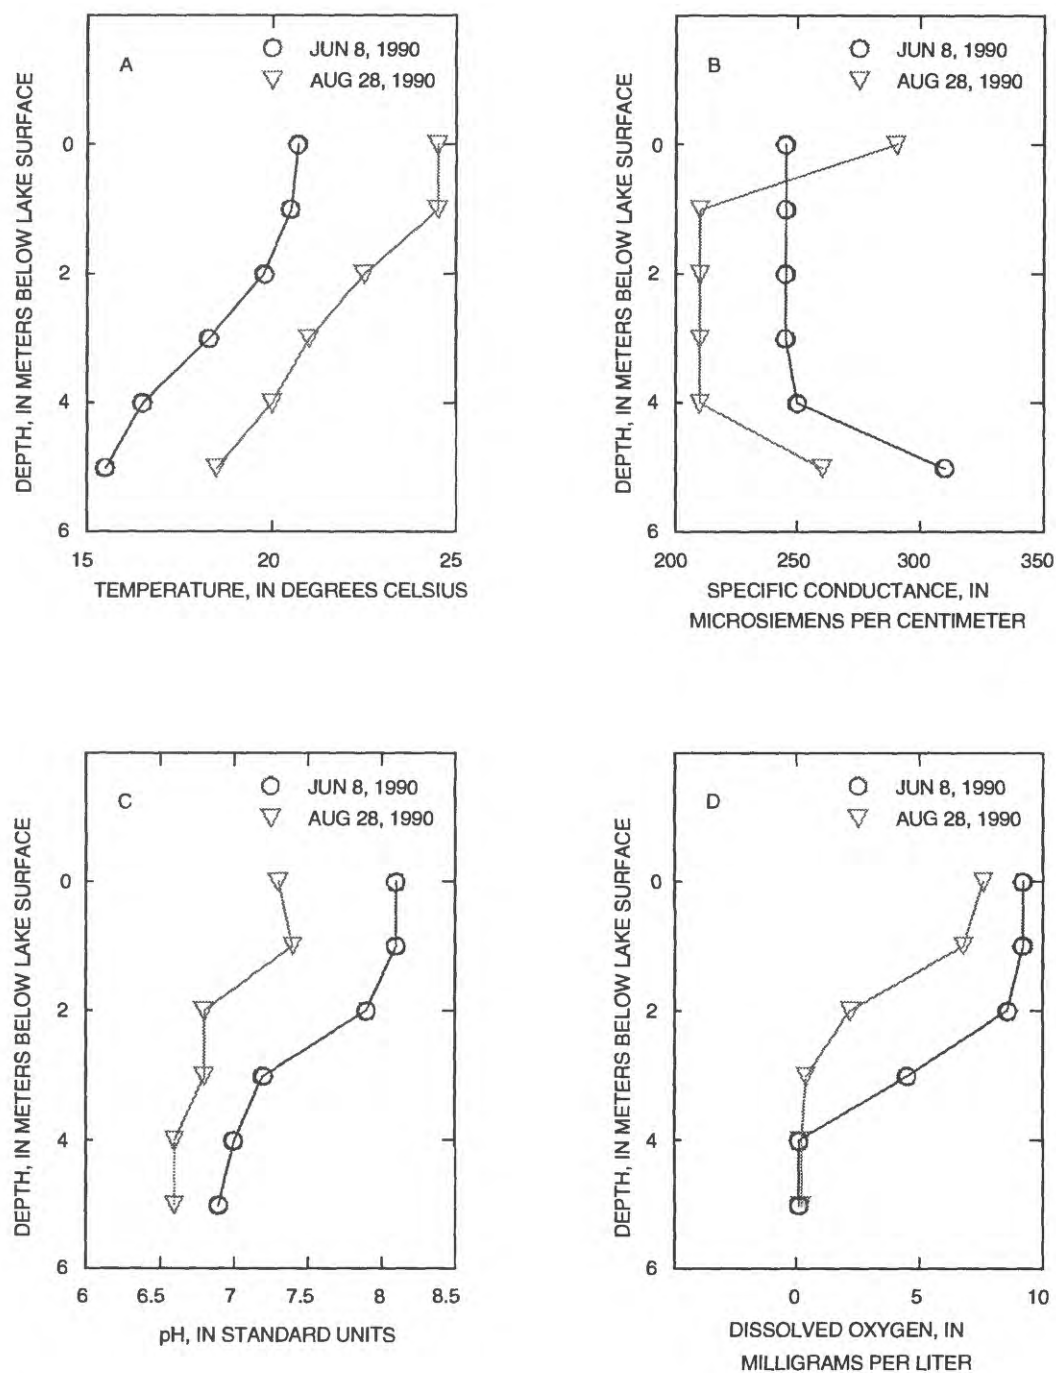 A
JUN 8, 1990
AUG 28, 1990
DEPTH, IN METERS BELOW LAKE SURFACE
0
2
4
6
15
20
25
TEMPERATURE, IN DEGREES CELSIUS
B
JUN 8, 1990
AUG 28, 1990
DEPTH, IN METERS BELOW LAKE SURFACE
0
2
4
6
200
250
300
350
SPECIFIC CONDUCTANCE, IN
MICROSIEMENS PER CENTIMETER
C
JUN 8, 1990
AUG 28, 1990
DEPTH, IN METERS BELOW LAKE SURFACE
0
2
4
6
6
6.5
7
7.5
8
8.5
pH, IN STANDARD UNITS
D
JUN 8, 1990
AUG 28, 1990
DEPTH, IN METERS BELOW LAKE SURFACE
0
2
4
6
0
5
10
DISSOLVED OXYGEN, IN
MILLIGRAMS PER LITER